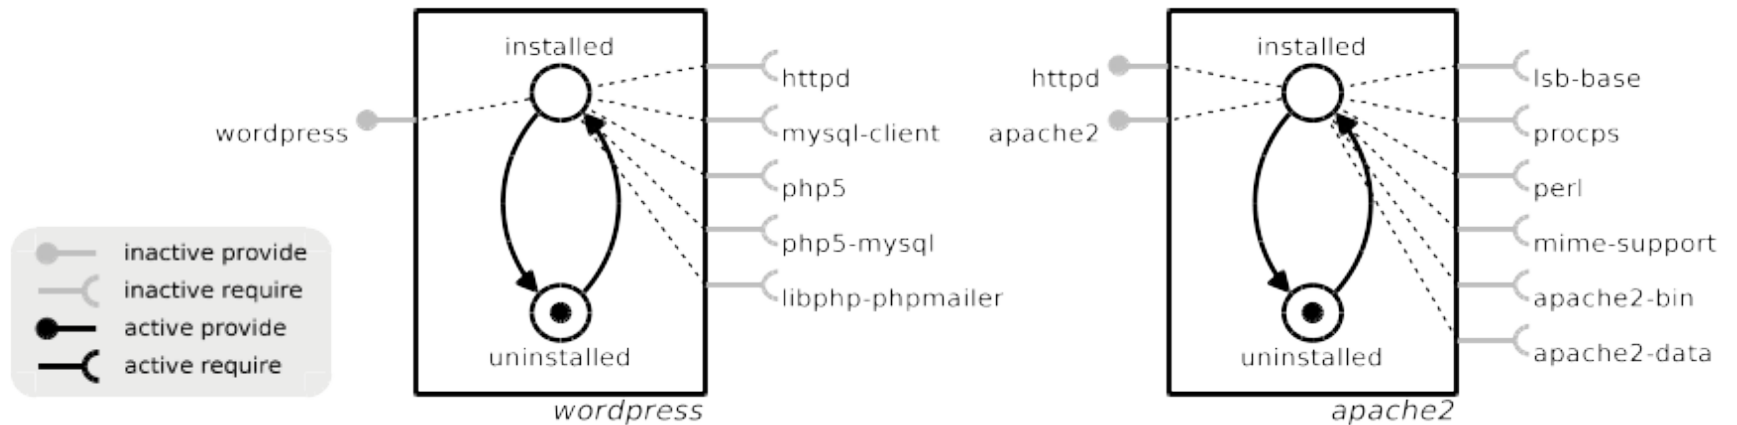 installed
httpd
mysql-client
php5
php5-mysql
libphp-phpmailer
wordpress
uninstalled
wordpress
installed
httpd
apache2
lsb-base
procps
perl
mime-support
apache2-bin
apache2-data
uninstalled
apache2
inactive provide
inactive require
active provide
active require